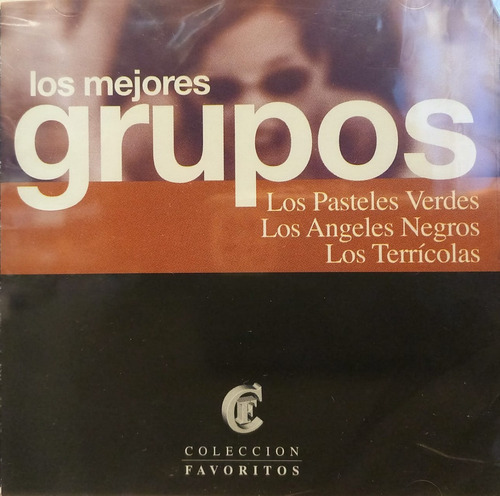 los mejores
grupos
Los Pasteles Verdes
Los Angeles Negros
Los Terrícolas
CF
COLECCION
FAVORITOS